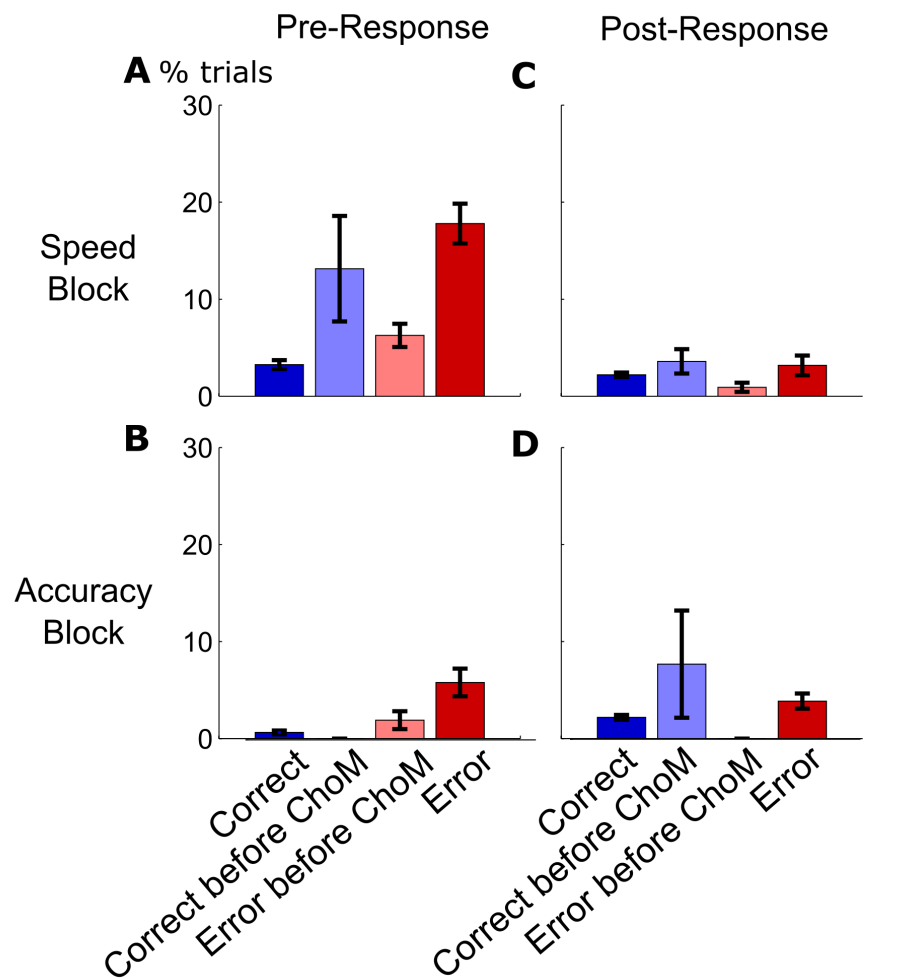 Pre-Response
Post-Response
A % trials
C
30
20
10
0
Speed
Block
B
D
30
20
10
0
Accuracy
Block
Correct
Correct before ChoM
Error before ChoM
Error
Correct
Correct before ChoM
Error before ChoM
Error